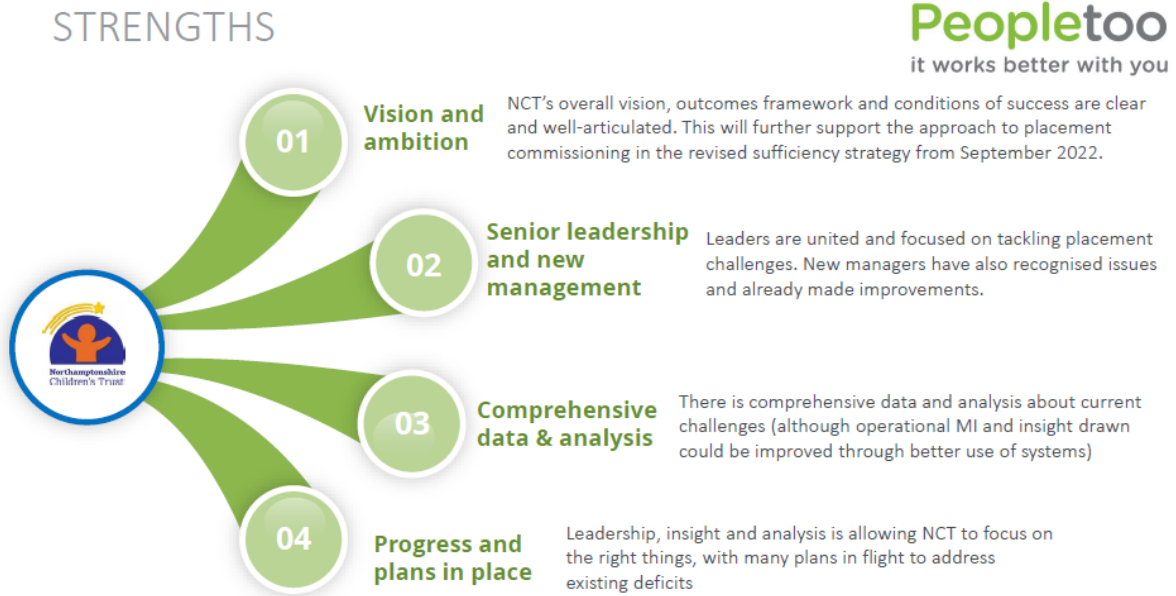 STRENGTHS
Peopletoo
it works better with you
01
Vision and
ambition
NCT’s overall vision, outcomes framework and conditions of success are clear
and well-articulated. This will further support the approach to placement
commissioning in the revised sufficiency strategy from September 2022.
02
Senior leadership
and new
management
Leaders are united and focused on tackling placement
challenges. New managers have also recognised issues
and already made improvements.
Northamptonshire
Children's Trust
03
Comprehensive
data & analysis
There is comprehensive data and analysis about current
challenges (although operational MI and insight drawn
could be improved through better use of systems)
04
Progress and
plans in place
Leadership, insight and analysis is allowing NCT to focus on
the right things, with many plans in flight to address
existing deficits